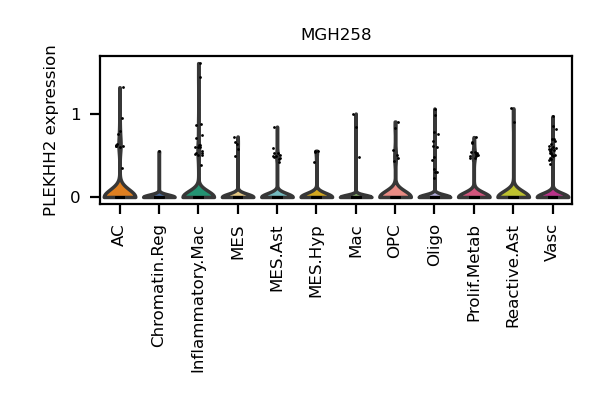 MGH258
PLEKHH2 expression
1
0
AC
Chromatin.Reg
Inflammatory.Mac
MES
MES.Ast
MES.Hyp
Mac
OPC
Oligo
Prolif.Metab
Reactive.Ast
Vasc